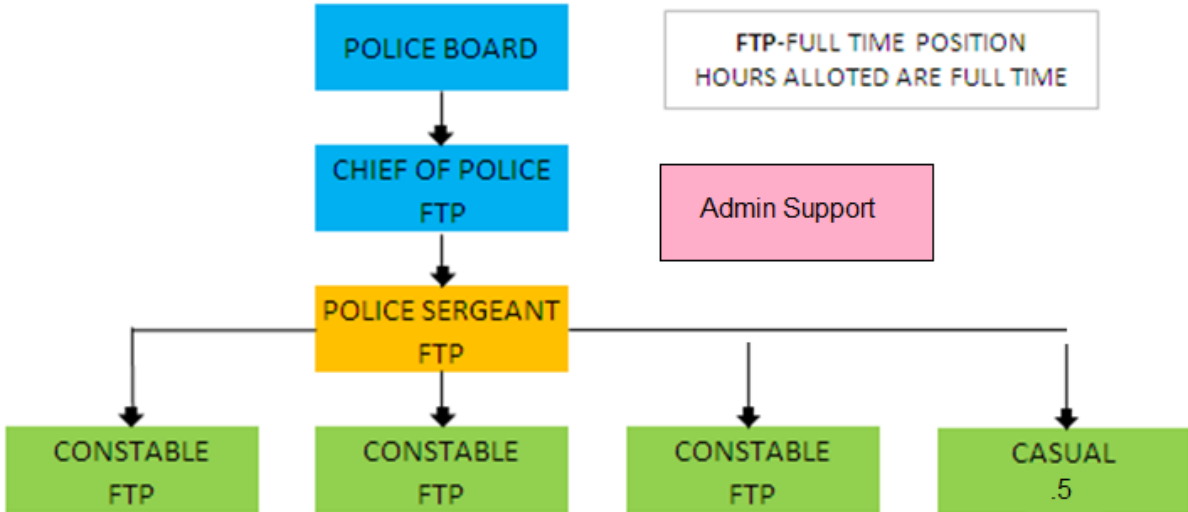 POLICE BOARD
FTP-FULL TIME POSITION
HOURS ALLOTED ARE FULL TIME
CHIEF OF POLICE
FTP
Admin Support
POLICE SERGEANT
FTP
CONSTABLE
FTP
CONSTABLE
FTP
CONSTABLE
FTP
CASUAL
.5